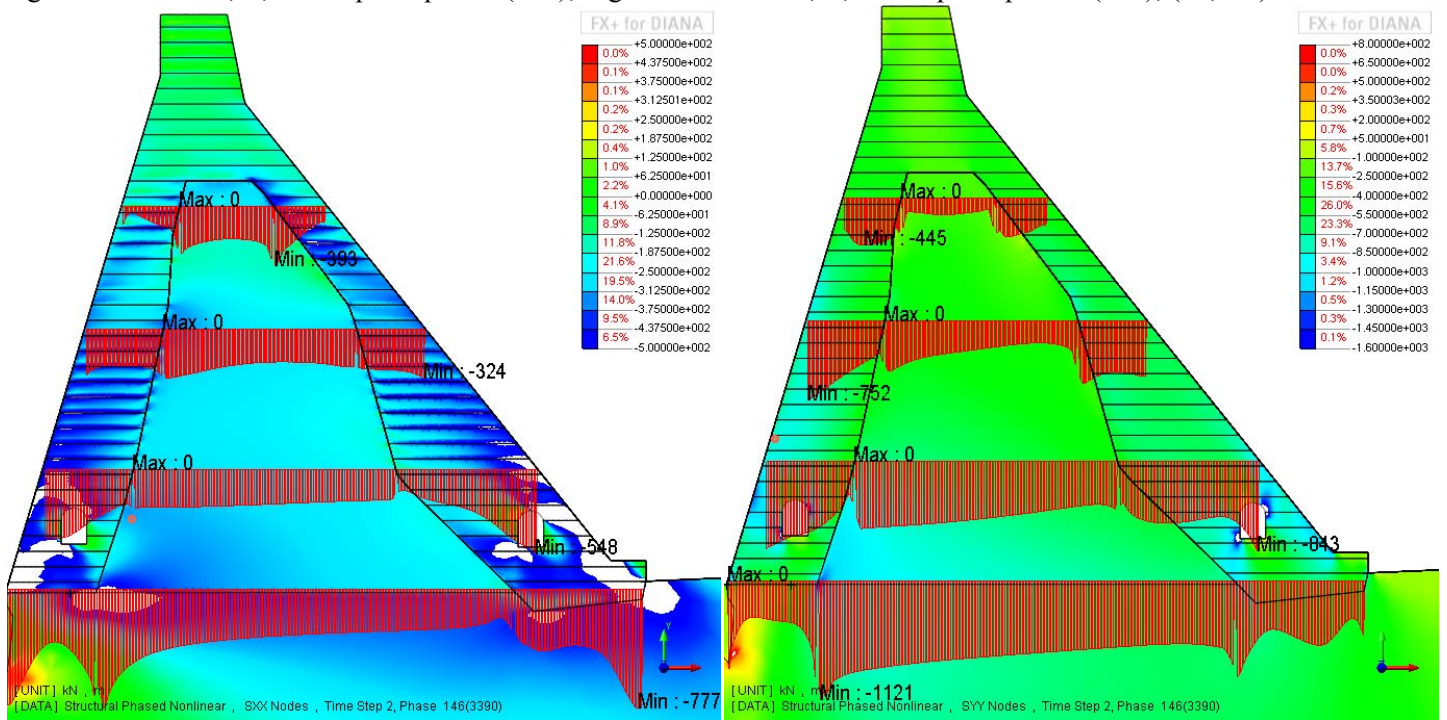 FX+ for DIANA
+5.00000e+002
0.0%
+4.37500e+002
0.1%
+3.75000e+002
0.1%
+3.12501e+002
0.2%
+2.50000e+002
0.2%
+1.87500e+002
0.4%
+1.25000e+002
1.0%
+6.25000e+001
2.2%
+0.00000e+000
4.1%
-6.25000e+001
8.9%
-1.25000e+002
11.8%
-1.87500e+002
21.6%
-2.50000e+002
19.5%
-3.12500e+002
14.0%
-3.75000e+002
9.5%
-4.37500e+002
6.5%
-5.00000e+002
Max : 0
Min : -393
Max : 0
Min : -324
Max : 0
Min : -548
Min : -777
Y
[UNIT] kN , m
[DATA] Structural Phased Nonlinear , SXX Nodes , Time Step 2, Phase 146(3390)
FX+ for DIANA
+8.00000e+002
0.0%
+6.50000e+002
0.0%
+5.00000e+002
0.2%
+3.50003e+002
0.3%
+2.00000e+002
0.7%
+5.00000e+001
5.8%
-1.00000e+002
13.7%
-2.50000e+002
15.6%
-4.00000e+002
26.0%
-5.50000e+002
23.3%
-7.00000e+002
9.1%
-8.50000e+002
3.4%
-1.00000e+003
1.2%
-1.15000e+003
0.5%
-1.30000e+003
0.3%
-1.45000e+003
0.1%
-1.60000e+003
Max : 0
Min : -445
Max : 0
Min : -752
Max : 0
Min : -843
Max : 0
Min : -1121
[UNIT] kN , m
[DATA] Structural Phased Nonlinear , SYY Nodes , Time Step 2, Phase 146(3390)